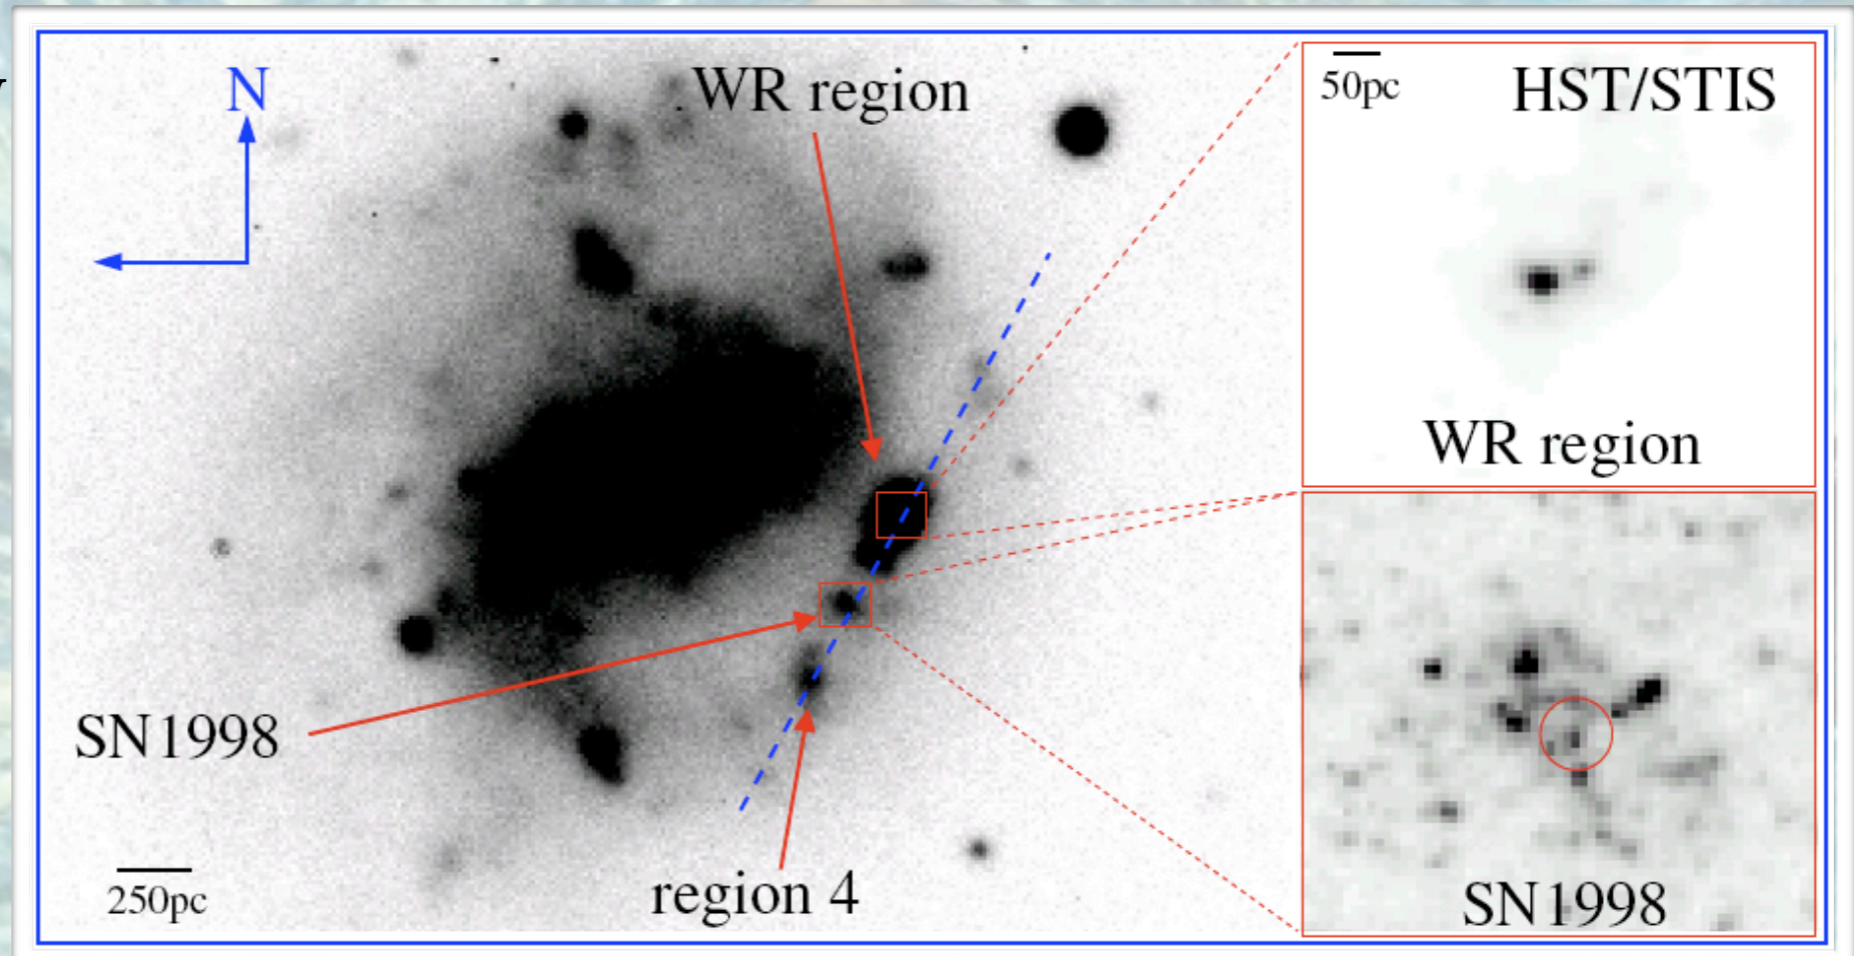 N
WR region
SN1998
250pc
region 4
50pc
HST/STIS
WR region
SN1998